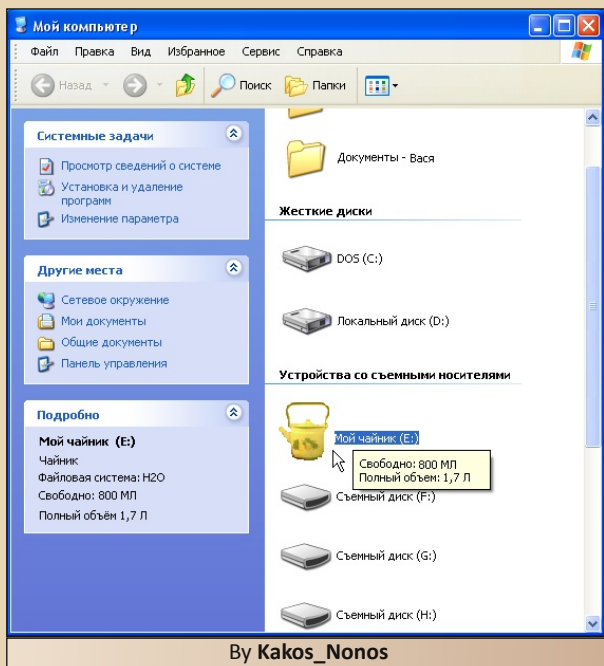 Мой компьютер
Файл Правка Вид Избранное Сервис Справка
Назад Поиск Папки
Системные задачи
Просмотр сведений о системе
Установка и удаление
программ
Изменение параметра
Другие места
Сетевое окружение
Мои документы
Общие документы
Панель управления
Подробно
Мой чайник (E:)
Чайник
Файловая система: H2O
Свободно: 800 МЛ
Полный объём 1,7 Л
Документы - Вася
Жесткие диски
DOS (C:)
Локальный диск (D:)
Устройства со съемными носителями
Мой чайник (E:)
Свободно: 800 МЛ
Полный объем: 1,7 Л
Съемный диск (F:)
Съемный диск (G:)
Съемный диск (H:)
By Kakos_Nonos